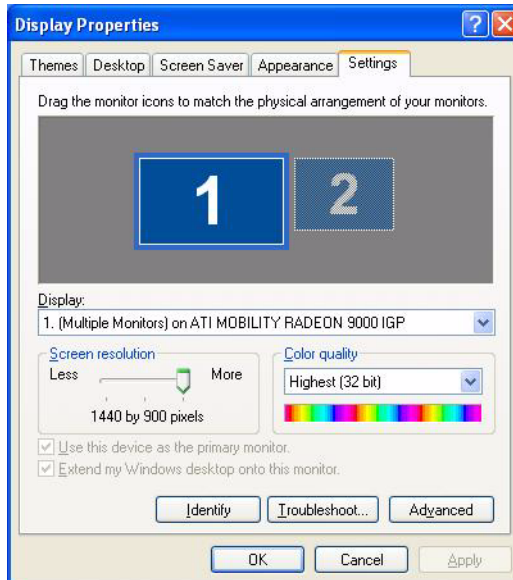 Display Properties
Themes Desktop Screen Saver Appearance Settings
Drag the monitor icons to match the physical arrangement of your monitors.
1 2
Display:
1. (Multiple Monitors) on ATI MOBILITY RADEON 9000 IGP
Screen resolution Color quality
Less More Highest (32 bit)
1440 by 900 pixels
Use this device as the primary monitor.
Extend my Windows desktop onto this monitor.
Identify Troubleshoot... Advanced
OK Cancel Apply